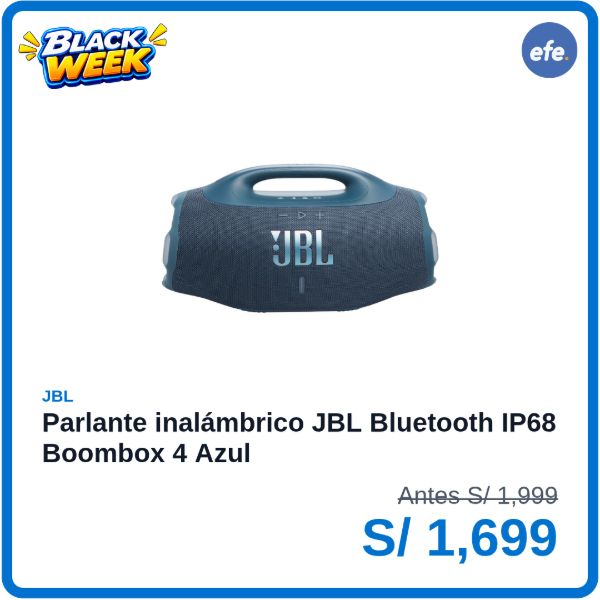 BLACK
WEEK
efe.
JBL
JBL
Parlante inalámbrico JBL Bluetooth IP68
Boombox 4 Azul
Antes S/ 1,999
S/ 1,699